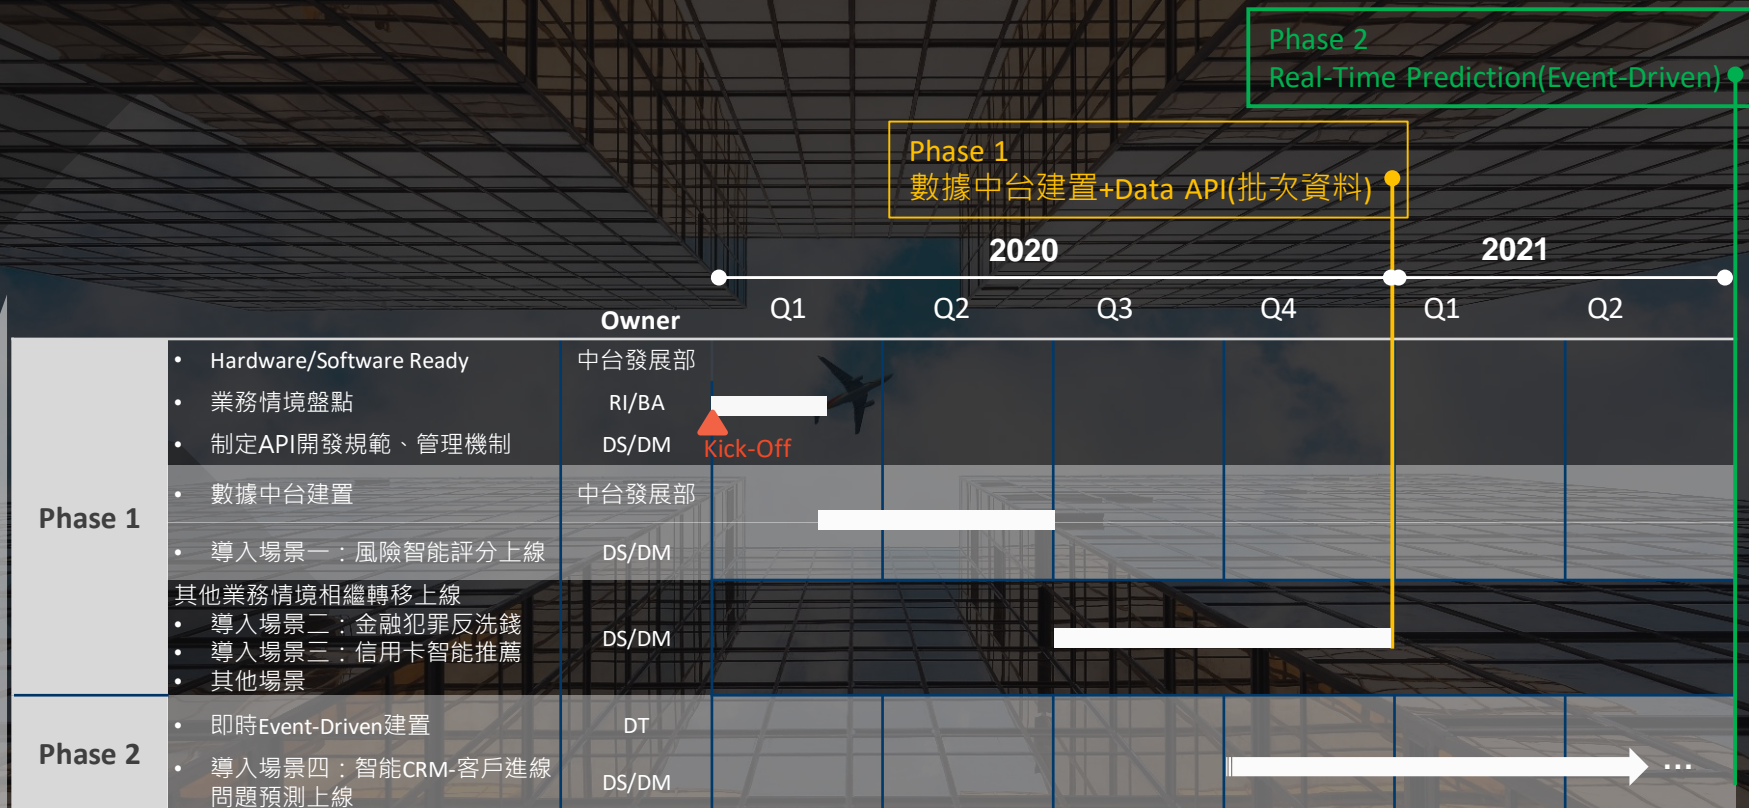 Phase 2
Real-Time Prediction(Event-Driven)
Phase 1
數據中台建置+Data API(批次資料)
2020
2021
Owner
Q1
Q2
Q3
Q4
Q1
Q2
Phase 1
• Hardware/Software Ready
中台發展部
• 業務情境盤點
RI/BA
• 制定API開發規範、管理機制
DS/DM
Kick-Off
• 數據中台建置
中台發展部
• 導入場景一：風險智能評分上線
DS/DM
其他業務情境相繼轉移上線
• 導入場景二：金融犯罪反洗錢
• 導入場景三：信用卡智能推薦
• 其他場景
DS/DM
Phase 2
• 即時Event-Driven建置
DT
• 導入場景四：智能CRM-客戶進線
問題預測上線
DS/DM
...